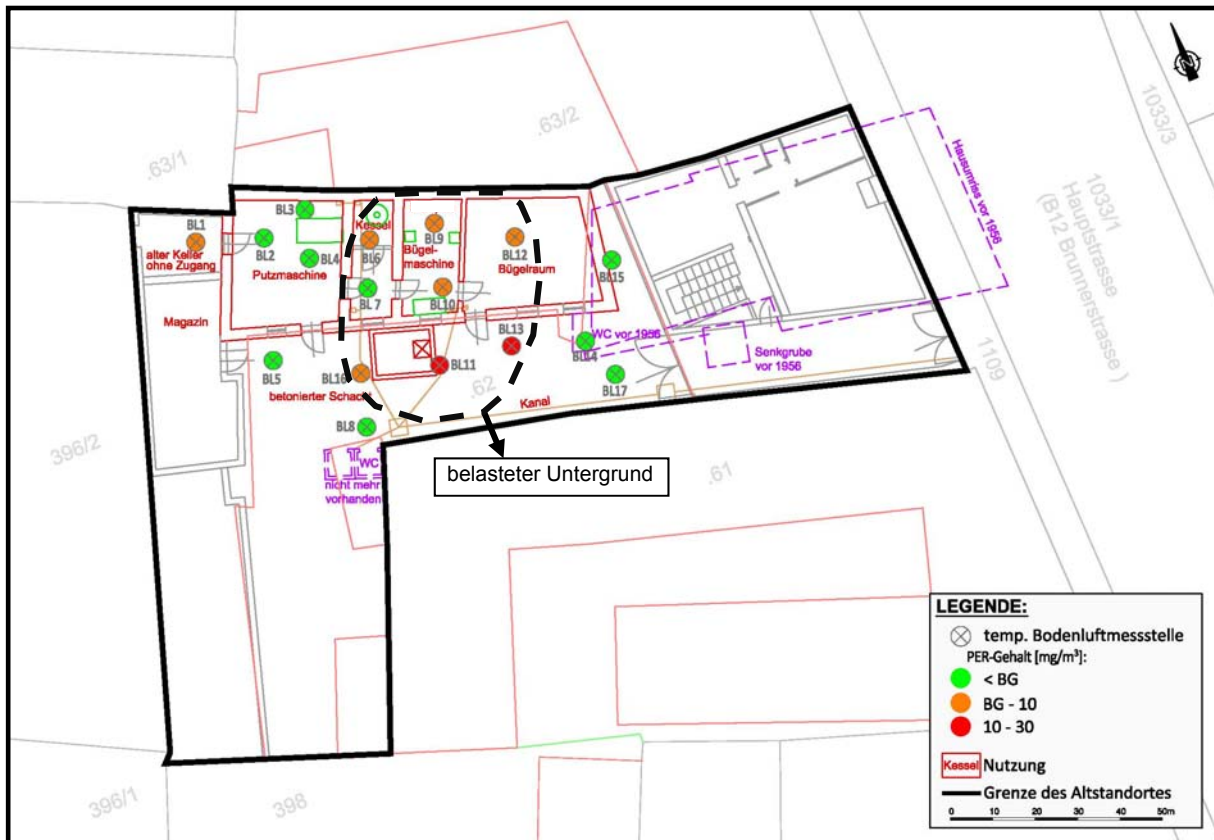 N
1033/3
1033/1
Hauptstrasse
(B12 Brunnerstrasse )
Hausumriss vor 1956
.63/2
.63/1
BL3
BL1
BL2
BL4
Kessel
BL6
BL9
Bügel-
maschine
BL12
Bügelraum
BL15
alter Keller
ohne Zugang
Putzmaschine
BL 7
BL10
Magazin
BL13
WC vor 1956
BL14
Senkgrube
vor 1956
1109
BL5
BL16
BL11
BL17
betonierter Schacht
.62
Kanal
BL8
396/2
WC
nicht mehr
vorhanden
belasteter Untergrund
.61
396/1
398
LEGENDE:
temp. Bodenluftmessstelle
PER-Gehalt [mg/m³]:
< BG
BG - 10
10 - 30
Kessel Nutzung
Grenze des Altstandortes
0 10 20 30 40 50m